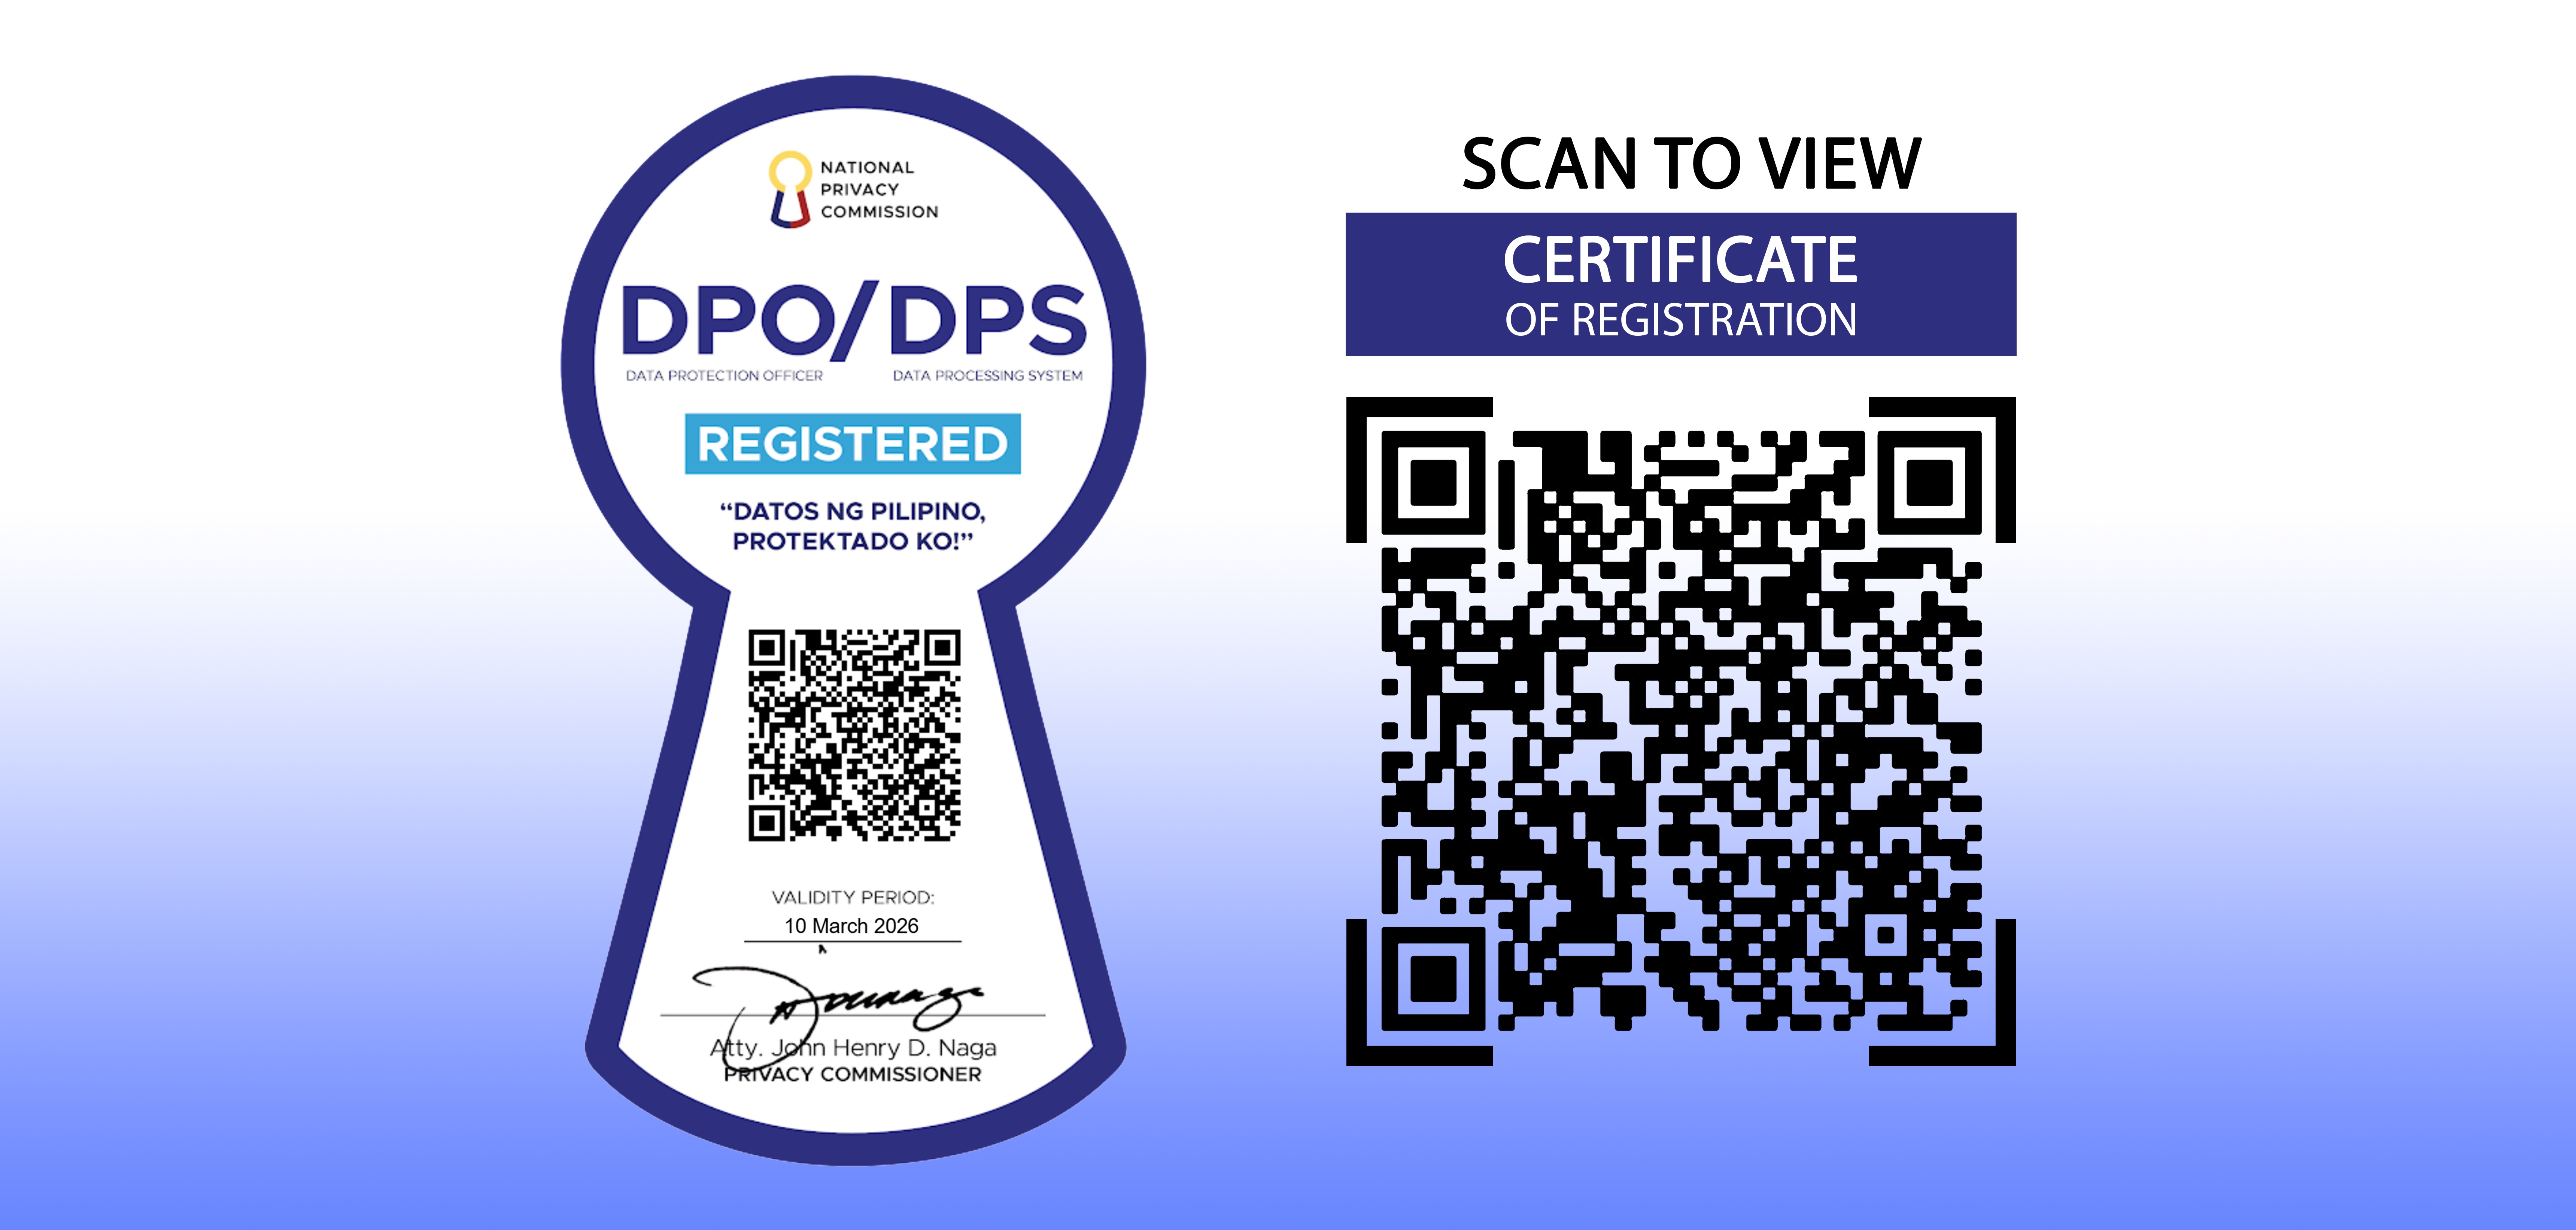 NATIONAL
PRIVACY
COMMISSION
DPO/DPS
DATA PROTECTION OFFICER DATA PROCESSING SYSTEM
REGISTERED
“DATOS NG PILIPINO,
PROTEKTADO KO!”
VALIDITY PERIOD:
10 March 2026
Atty. John Henry D. Naga
PRIVACY COMMISSIONER
SCAN TO VIEW
CERTIFICATE
OF REGISTRATION